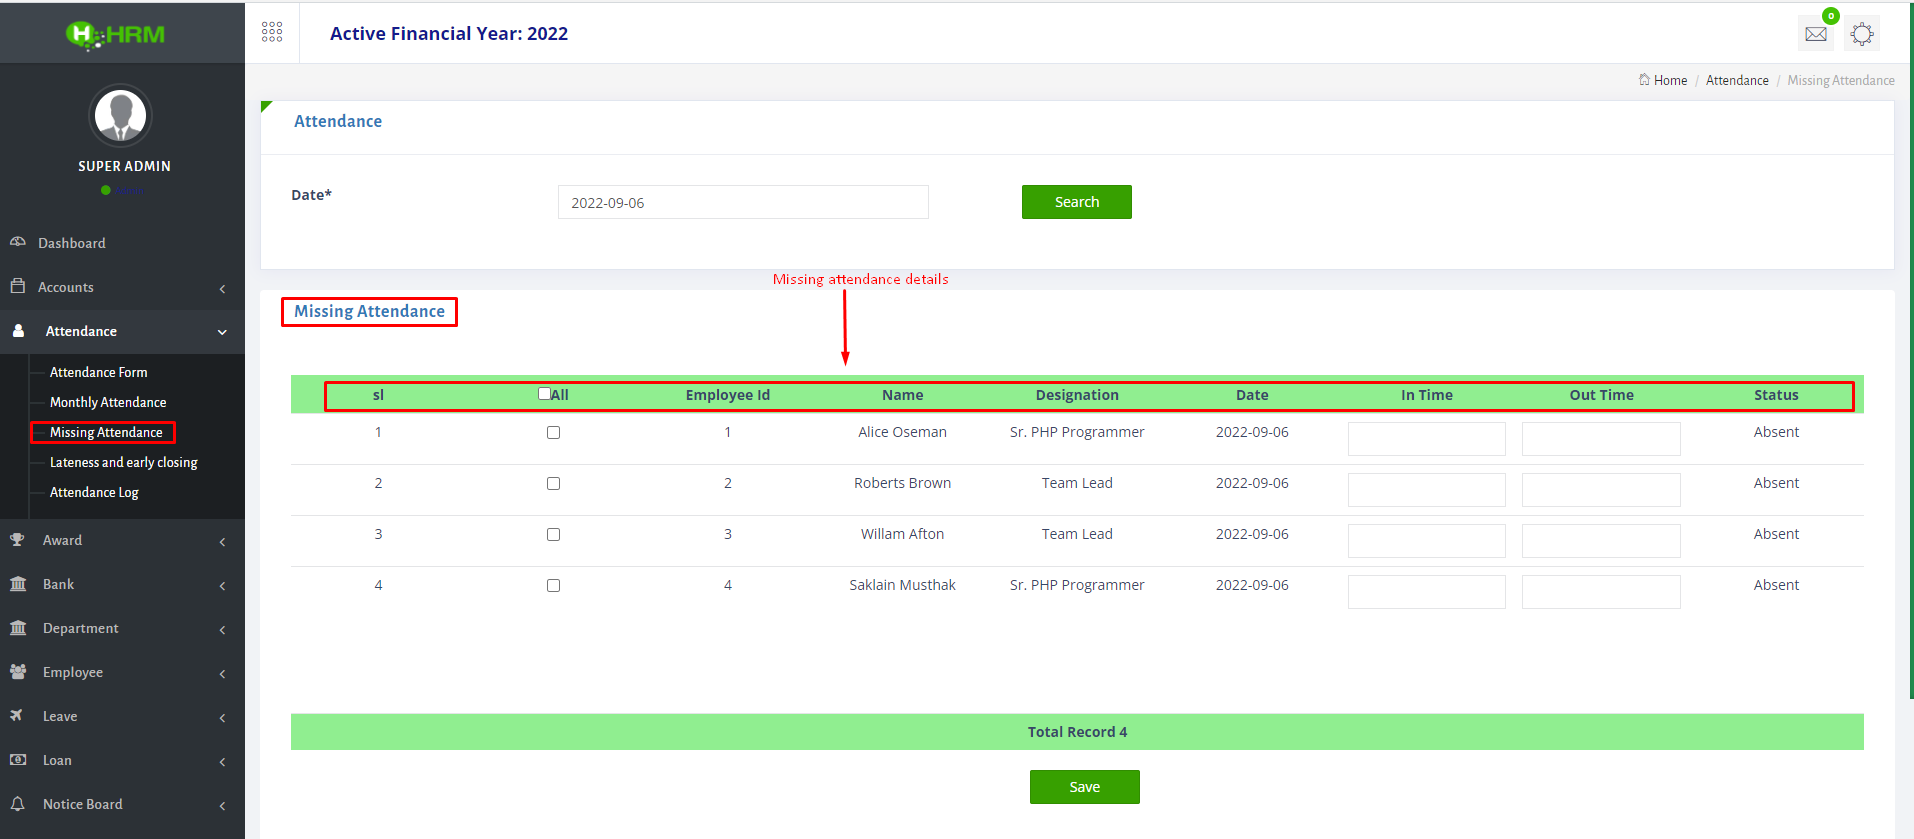 HRM
Active Financial Year: 2022
0
Home / Attendance / Missing Attendance
SUPER ADMIN
Dashboard
Accounts
Attendance
Attendance Form
Monthly Attendance
Missing Attendance
Lateness and early closing
Attendance Log
Award
Bank
Department
Employee
Leave
Loan
Notice Board
Attendance
Date*
2022-09-06
Search
Missing attendance details
Missing Attendance
sl All Employee Id Name Designation Date In Time Out Time Status
1 1 Alice Oseman Sr. PHP Programmer 2022-09-06 Absent
2 2 Roberts Brown Team Lead 2022-09-06 Absent
3 3 Willam Afton Team Lead 2022-09-06 Absent
4 4 Saklain Musthak Sr. PHP Programmer 2022-09-06 Absent
Total Record 4
Save